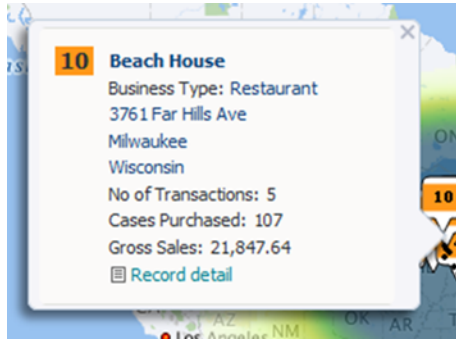 10 Beach House
Business Type: Restaurant
3761 Far Hills Ave
Milwaukee
Wisconsin
No of Transactions: 5
Cases Purchased: 107
Gross Sales: 21,847.64
Record detail
ON
10
AZ
NM
OK
AR
Los Angeles